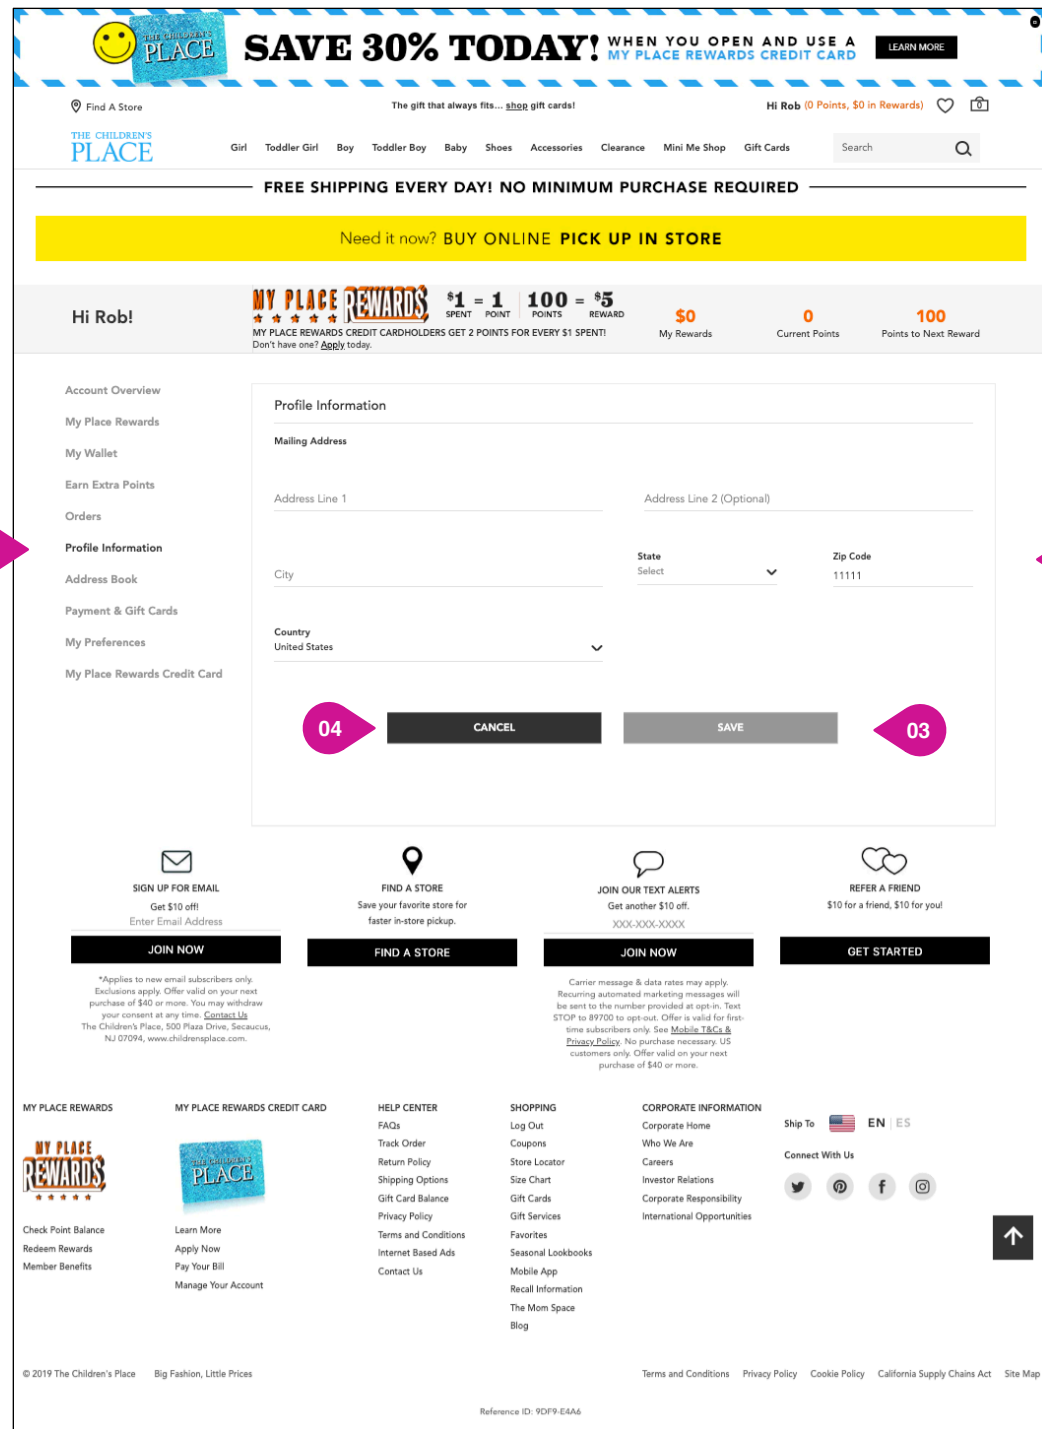 THE CHILDREN'S
PLACE
SAVE 30% TODAY!
WHEN YOU OPEN AND USE A
MY PLACE REWARDS CREDIT CARD
LEARN MORE
Find A Store
The gift that always fits... shop gift cards!
Hi Rob (0 Points, $0 in Rewards)
0
THE CHILDREN'S
PLACE
Girl Toddler Girl Boy Toddler Boy Baby Shoes Accessories Clearance Mini Me Shop Gift Cards
Search
FREE SHIPPING EVERY DAY! NO MINIMUM PURCHASE REQUIRED
Need it now? BUY ONLINE PICK UP IN STORE
Hi Rob!
MY PLACE REWARDS
$1 = 1 100 = $5
SPENT POINT POINTS REWARD
MY PLACE REWARDS CREDIT CARDHOLDERS GET 2 POINTS FOR EVERY $1 SPENT!
Don't have one? Apply today.
$0
My Rewards
0
Current Points
100
Points to Next Reward
Account Overview
My Place Rewards
My Wallet
Earn Extra Points
Orders
Profile Information
Address Book
Payment & Gift Cards
My Preferences
My Place Rewards Credit Card
Profile Information
Mailing Address
Address Line 1
Address Line 2 (Optional)
City
State
Select
Zip Code
11111
Country
United States
04
CANCEL
SAVE
03
SIGN UP FOR EMAIL
Get $10 off!
Enter Email Address
JOIN NOW
*Applies to new email subscribers only.
Exclusions apply. Offer valid on your next
purchase of $40 or more. You may withdraw
your consent at any time. Contact Us
The Children's Place, 500 Plaza Drive, Secaucus,
NJ 07094, www.childrensplace.com.
FIND A STORE
Save your favorite store for
faster in-store pickup.
FIND A STORE
JOIN OUR TEXT ALERTS
Get another $10 off.
XXX-XXX-XXXX
JOIN NOW
Carrier message & data rates may apply.
Recurring automated marketing messages will
be sent to the number provided at opt-in. Text
STOP to 89700 to opt-out. Offer is valid for first-
time subscribers only. See Mobile T&Cs &
Privacy Policy. No purchase necessary. US
customers only. Offer valid on your next
purchase of $40 or more.
REFER A FRIEND
$10 for a friend, $10 for you!
GET STARTED
MY PLACE REWARDS
MY PLACE
REWARDS
Check Point Balance
Redeem Rewards
Member Benefits
MY PLACE REWARDS CREDIT CARD
THE CHILDREN'S
PLACE
Learn More
Apply Now
Pay Your Bill
Manage Your Account
HELP CENTER
FAQs
Track Order
Return Policy
Shipping Options
Gift Card Balance
Privacy Policy
Terms and Conditions
Internet Based Ads
Contact Us
SHOPPING
Log Out
Coupons
Store Locator
Size Chart
Gift Cards
Gift Services
Favorites
Seasonal Lookbooks
Mobile App
Recall Information
The Mom Space
Blog
CORPORATE INFORMATION
Corporate Home
Who We Are
Careers
Investor Relations
Corporate Responsibility
International Opportunities
Ship To EN | ES
Connect With Us
© 2019 The Children's Place Big Fashion, Little Prices
Terms and Conditions Privacy Policy Cookie Policy California Supply Chains Act Site Map
Reference ID: 9DF9-E4A6